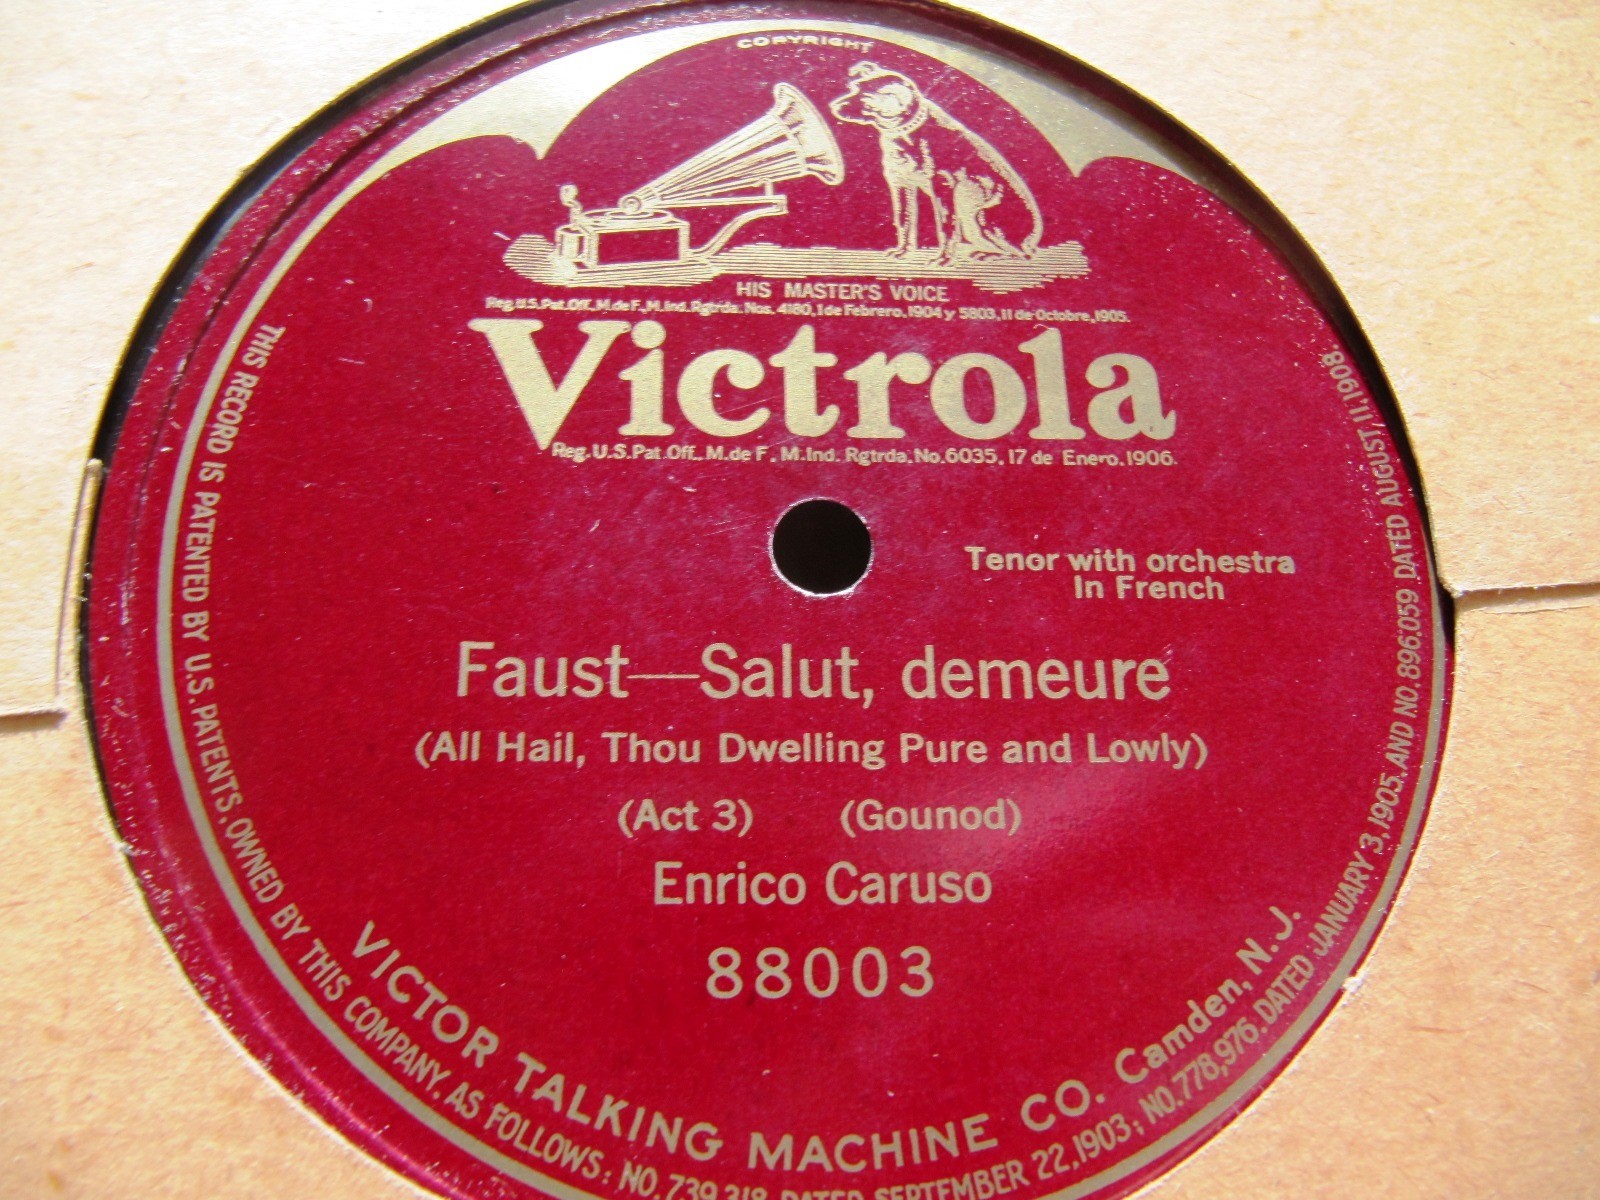 COPYRIGHT
HIS MASTER'S VOICE
Reg.U.S.Pat.Off., M.de F., M.Ind. Rgtrda. Nos. 4180, 1 de Febrero, 1904 y 5803, 11 de Octobre, 1905.
Victrola
Reg.U.S.Pat.Off., M.de F., M.Ind. Rgtrda. No.6035, 17 de Enero, 1906.
Tenor with orchestra
In French
Faust—Salut, demeure
(All Hail, Thou Dwelling Pure and Lowly)
(Act 3) (Gounod)
Enrico Caruso
88003
VICTOR TALKING MACHINE CO. Camden, N.J.
THIS RECORD IS PATENTED BY U.S. PATENTS, OWNED BY THIS COMPANY, AS FOLLOWS: NO. 739,318 DATED SEPTEMBER 22, 1903; NO. 778,976, DATED JANUARY 3, 1905, AND NO. 896,059 DATED AUGUST, 11, 1908